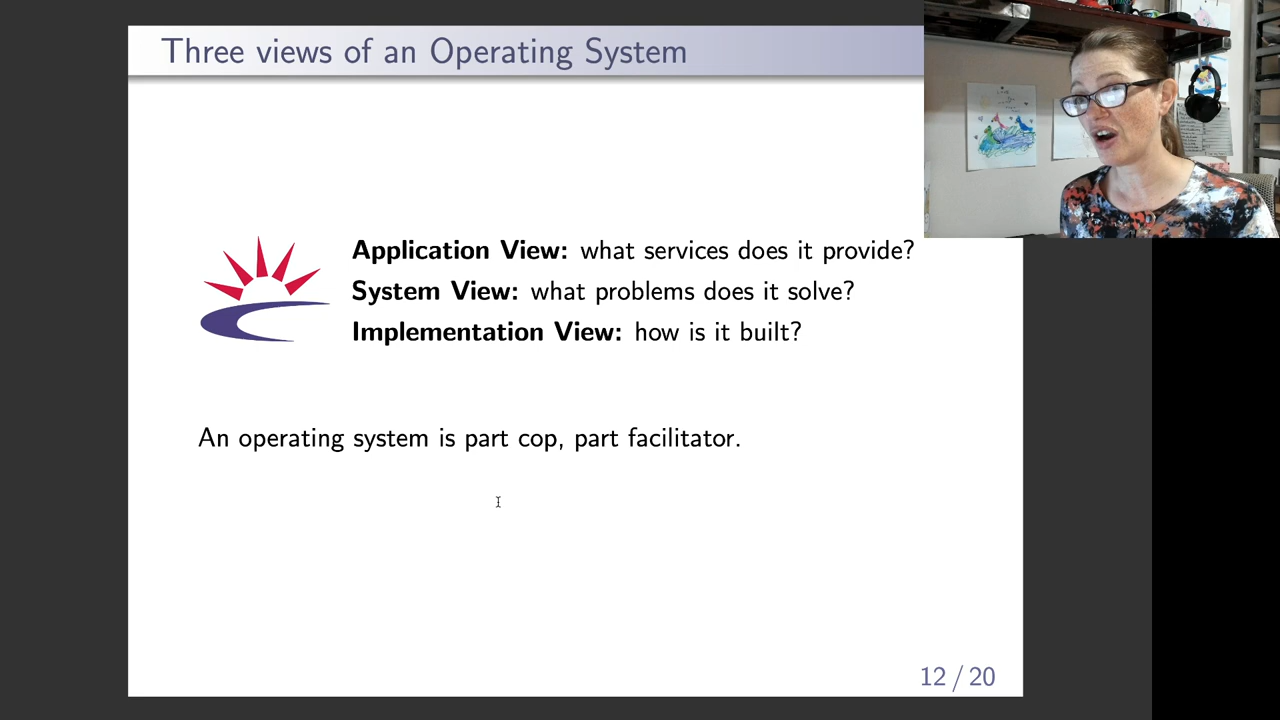 Three views of an Operating System
Application View: what services does it provide?
System View: what problems does it solve?
Implementation View: how is it built?
An operating system is part cop, part facilitator.
12 / 20